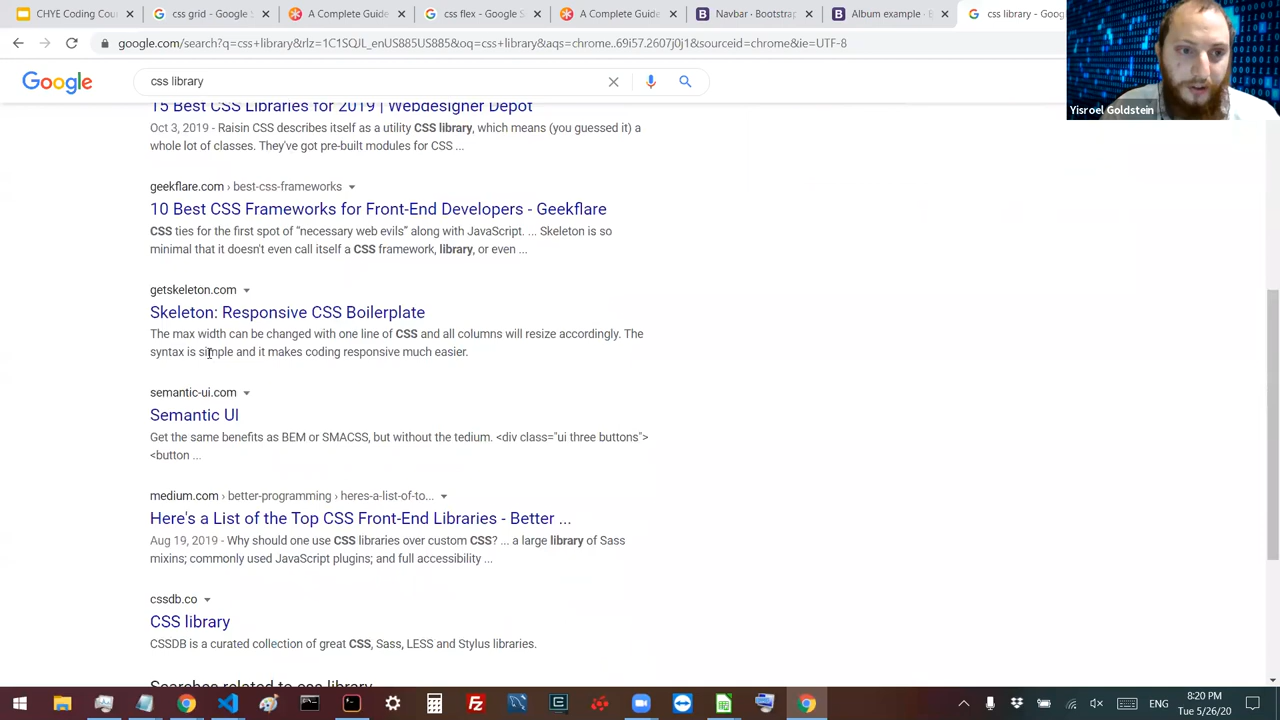 CHYE Coding Cou
css grid - Google S
A Complete Guide
css flex - Google S
A Complete Guide
Navbar · Bootstrap
Album example · B
css library - Goog
google.com/search?q=css+library&rlz=1C1SQJL_
Google
css library
Yisroel Goldstein
15 Best CSS Libraries for 2019 | Webdesigner Depot
Oct 3, 2019 - Raisin CSS describes itself as a utility CSS library, which means (you guessed it) a
whole lot of classes. They've got pre-built modules for CSS ...
geekflare.com › best-css-frameworks
10 Best CSS Frameworks for Front-End Developers - Geekflare
CSS ties for the first spot of “necessary web evils” along with JavaScript. ... Skeleton is so
minimal that it doesn't even call itself a CSS framework, library, or even ...
getskeleton.com
Skeleton: Responsive CSS Boilerplate
The max width can be changed with one line of CSS and all columns will resize accordingly. The
syntax is simple and it makes coding responsive much easier.
semantic-ui.com
Semantic UI
Get the same benefits as BEM or SMACSS, but without the tedium. <div class="ui three buttons">
<button ...
medium.com › better-programming › heres-a-list-of-to...
Here's a List of the Top CSS Front-End Libraries - Better ...
Aug 19, 2019 - Why should one use CSS libraries over custom CSS? ... a large library of Sass
mixins; commonly used JavaScript plugins; and full accessibility ...
cssdb.co
CSS library
CSSDB is a curated collection of great CSS, Sass, LESS and Stylus libraries.
Searches related to css library
ENG
8:20 PM
Tue 5/26/20